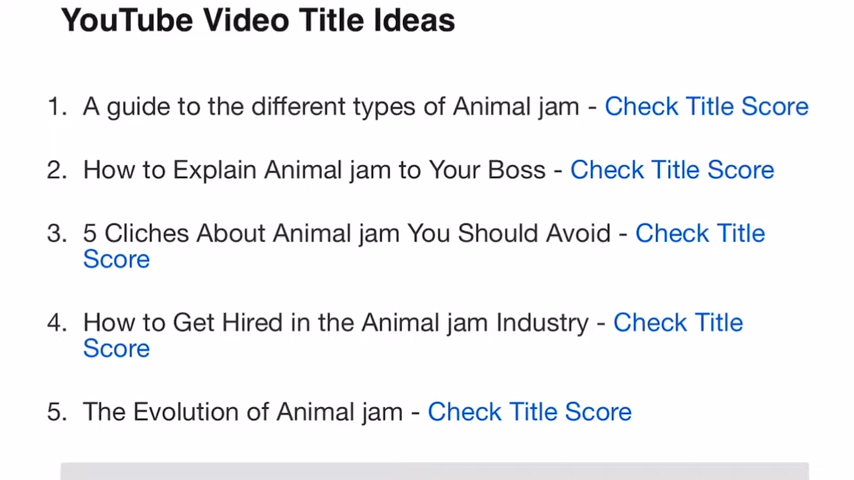 YouTube Video Title Ideas
1. A guide to the different types of Animal jam - Check Title Score
2. How to Explain Animal jam to Your Boss - Check Title Score
3. 5 Cliches About Animal jam You Should Avoid - Check Title
Score
4. How to Get Hired in the Animal jam Industry - Check Title
Score
5. The Evolution of Animal jam - Check Title Score